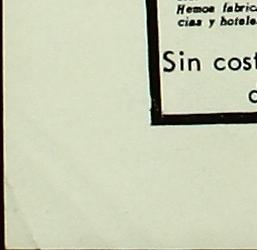 Hemos fabric
cias y hotele
Sin cost